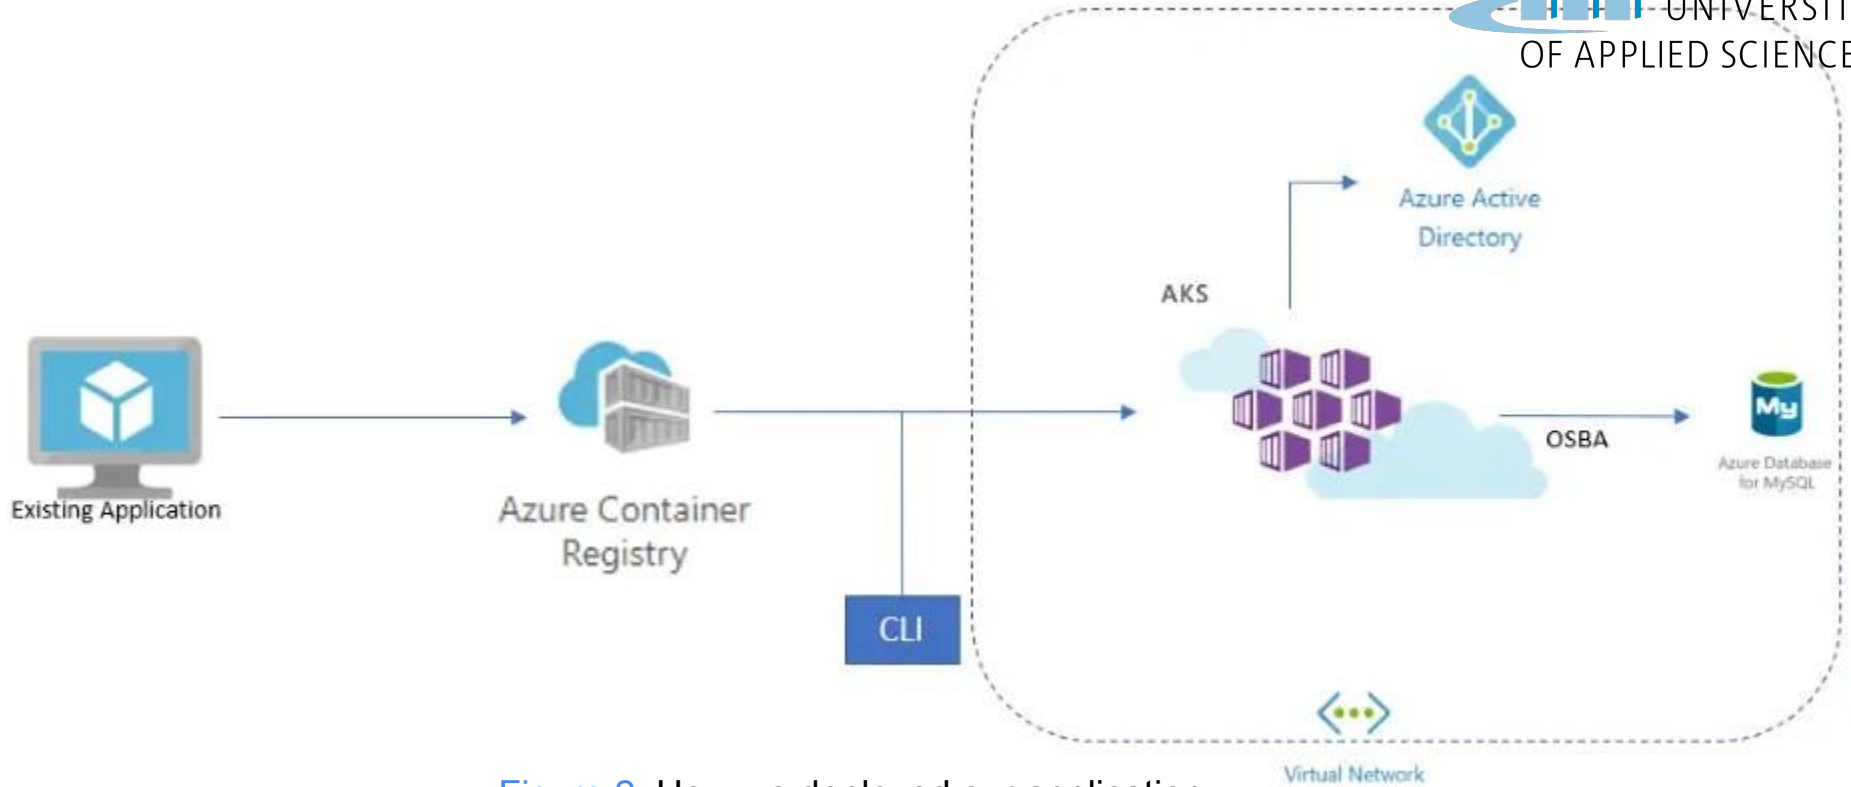 OF APPLIED SCIENCE
Azure Active
Directory
AKS
My
OSBA
Azure Database
for MySQL
Existing Application
Azure Container
Registry
CLI
Virtual Network